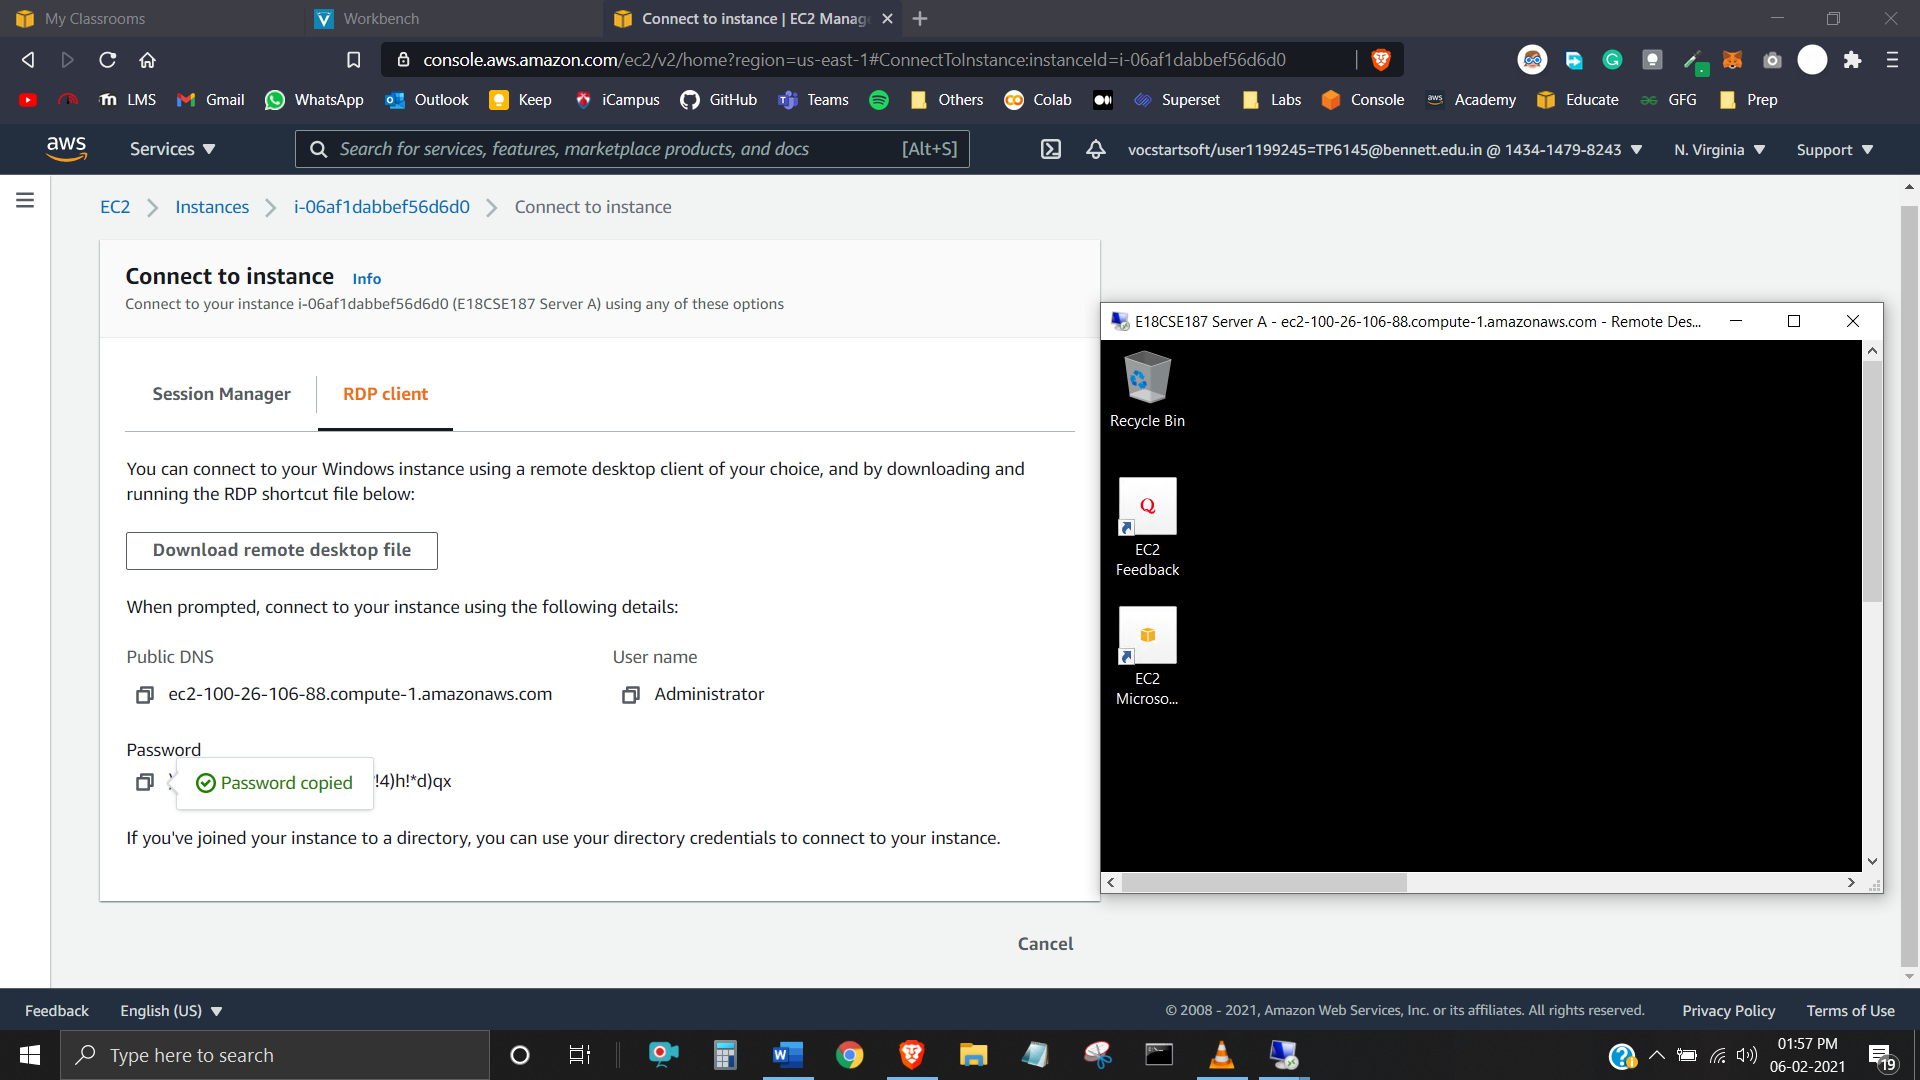 My Classrooms
Workbench
Connect to instance | EC2 Manag
console.aws.amazon.com/ec2/v2/home?region=us-east-1#ConnectToInstance:instanceId=i-06af1dabbef56d6d0
LMS Gmail WhatsApp Outlook Keep iCampus GitHub Teams Others Colab Superset Labs Console aws Academy Educate GFG Prep
aws Services Search for services, features, marketplace products, and docs [Alt+S] vocstartsoft/user1199245=TP6145@bennett.edu.in @ 1434-1479-8243 N. Virginia Support
EC2 Instances i-06af1dabbef56d6d0 Connect to instance
Connect to instance Info
Connect to your instance i-06af1dabbef56d6d0 (E18CSE187 Server A) using any of these options
Session Manager RDP client
You can connect to your Windows instance using a remote desktop client of your choice, and by downloading and
running the RDP shortcut file below:
Download remote desktop file
When prompted, connect to your instance using the following details:
Public DNS User name
ec2-100-26-106-88.compute-1.amazonaws.com Administrator
Password
Password copied !4)h!*d)qx
If you've joined your instance to a directory, you can use your directory credentials to connect to your instance.
Cancel
E18CSE187 Server A - ec2-100-26-106-88.compute-1.amazonaws.com - Remote Des...
Recycle Bin
Q
EC2
Feedback
EC2
Microso...
Feedback English (US) © 2008 - 2021, Amazon Web Services, Inc. or its affiliates. All rights reserved. Privacy Policy Terms of Use
Type here to search
01:57 PM
06-02-2021
19